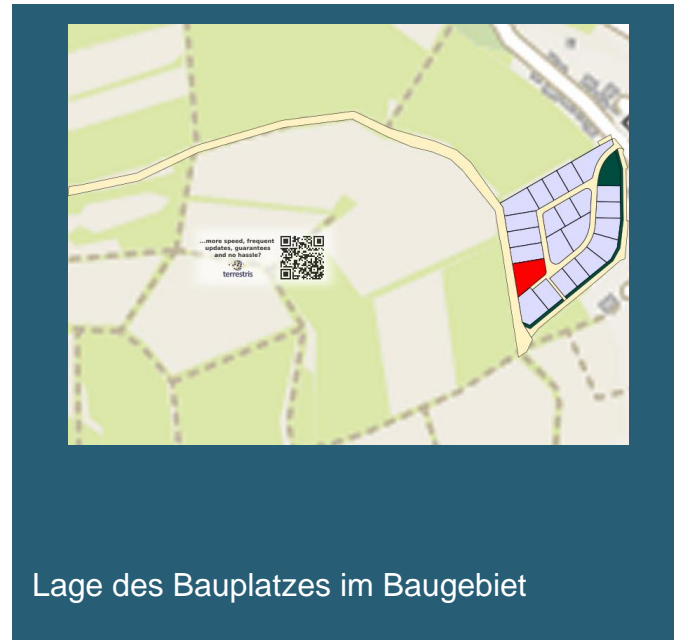 ...more speed, frequent
updates, guarantees
and no hassle?
terrestris
Lage des Bauplatzes im Baugebiet